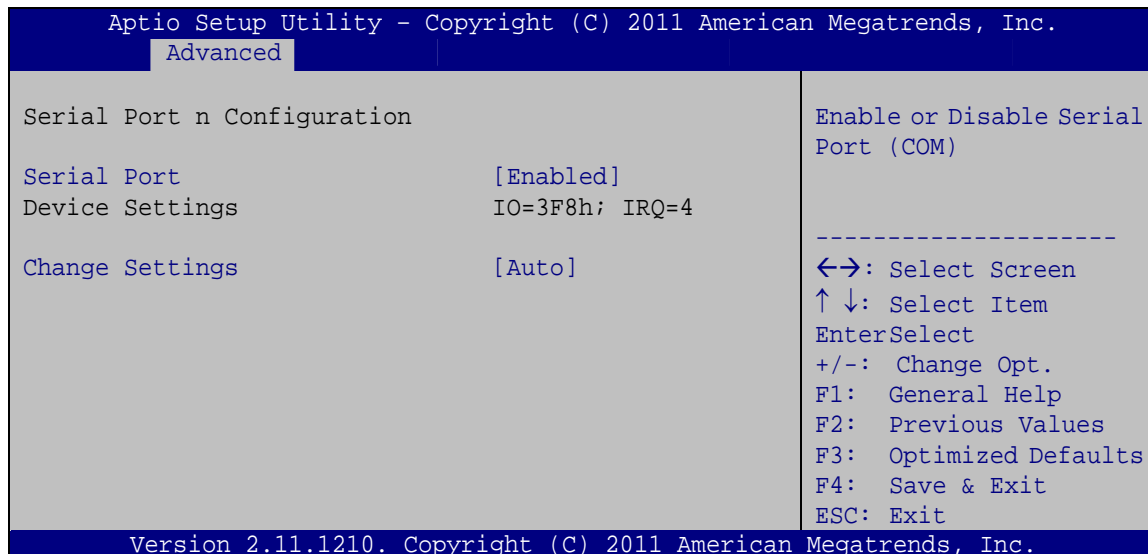 Aptio Setup Utility – Copyright (C) 2011 American Megatrends, Inc.
Advanced
Serial Port n Configuration
Serial Port [Enabled]
Device Settings IO=3F8h; IRQ=4
Change Settings [Auto]
Enable or Disable Serial
Port (COM)
---------------------
←→: Select Screen
↑ ↓: Select Item
EnterSelect
+/-: Change Opt.
F1: General Help
F2: Previous Values
F3: Optimized Defaults
F4: Save & Exit
ESC: Exit
Version 2.11.1210. Copyright (C) 2011 American Megatrends, Inc.